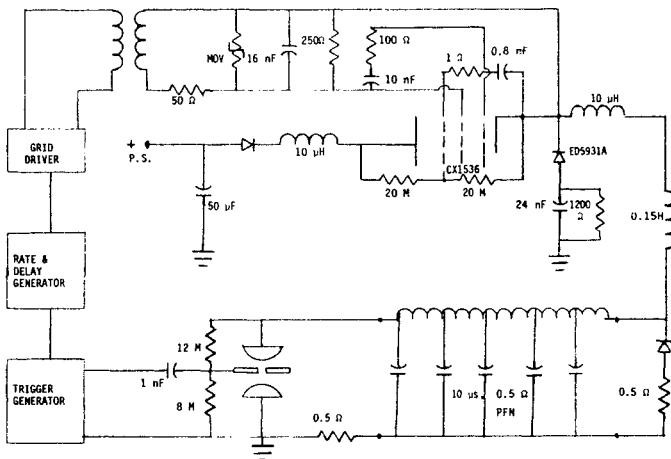 MOV
16 nF
250Ω
100 Ω
10 nF
1 Ω
0.8 nF
50 Ω
10 μH
GRID
DRIVER
+
P.S.
10 μH
CX1536
ED5931A
20 M
20 M
24 nF
1200
Ω
0.15H
50 μF
RATE &
DELAY
GENERATOR
12 M
TRIGGER
GENERATOR
1 nF
8 M
10 μs.
0.5 Ω
PFN
0.5 Ω
0.5 Ω